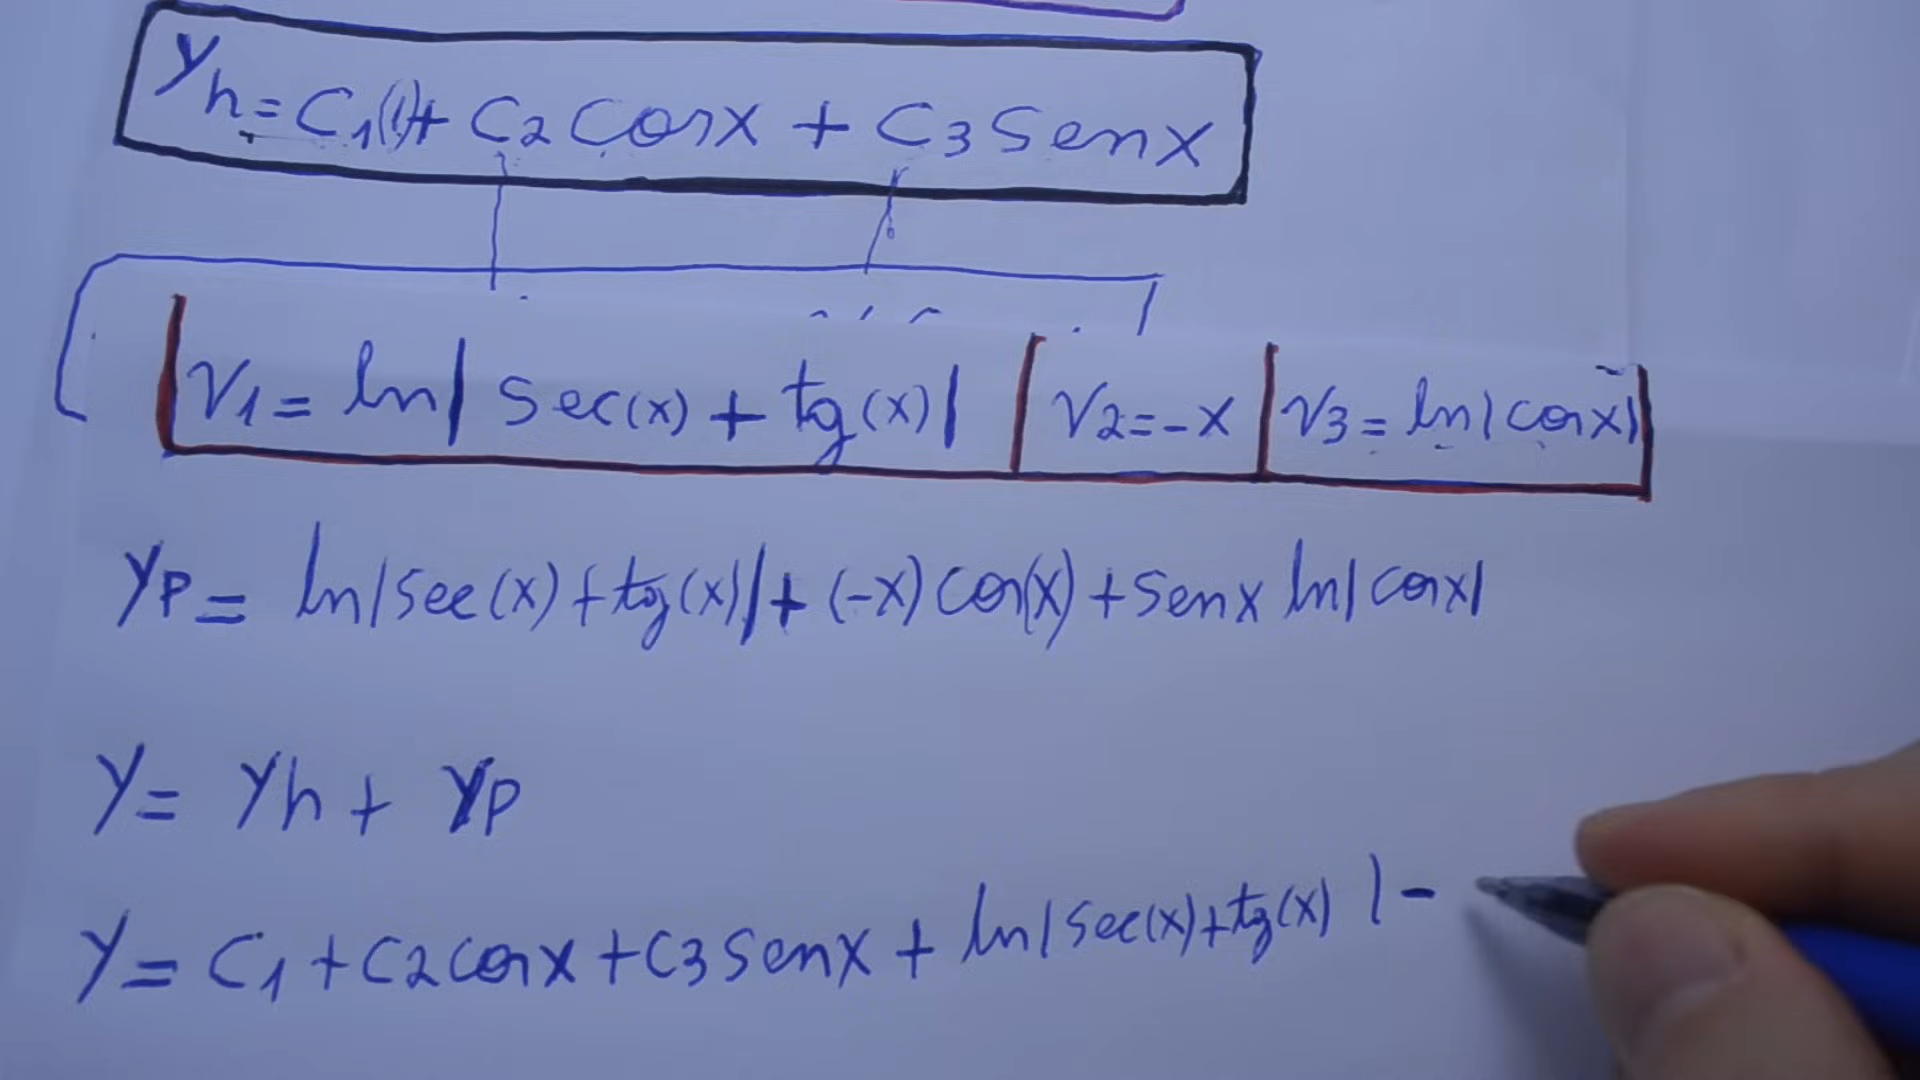 yh = C1(1) + C2 cosx + C3 senx
V1 = ln|sec(x) + tg(x)| V2 = -x V3 = ln|cosx|
yp = ln|sec(x) + tg(x)| + (-x) cos(x) + senx ln|cosx|
y = yh + yp
y = C1 + C2 cosx + C3 senx + ln|sec(x) + tg(x)| -